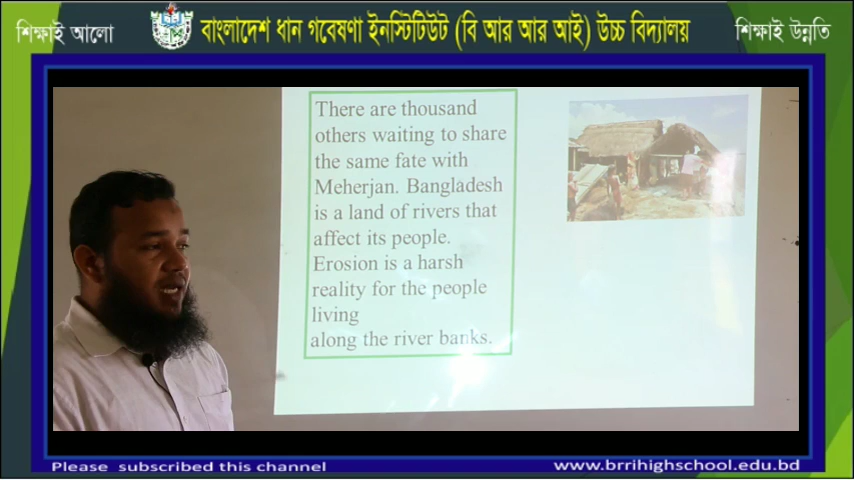 শিক্ষাই আলো
বাংলাদেশ ধান গবেষণা ইনস্টিটিউট (বি আর আর আই) উচ্চ বিদ্যালয়
শিক্ষাই উন্নতি
There are thousand
others waiting to share
the same fate with
Meherjan. Bangladesh
is a land of rivers that
affect its people.
Erosion is a harsh
reality for the people
living
along the river banks.
Please subscribed this channel
www.brrihighschool.edu.bd